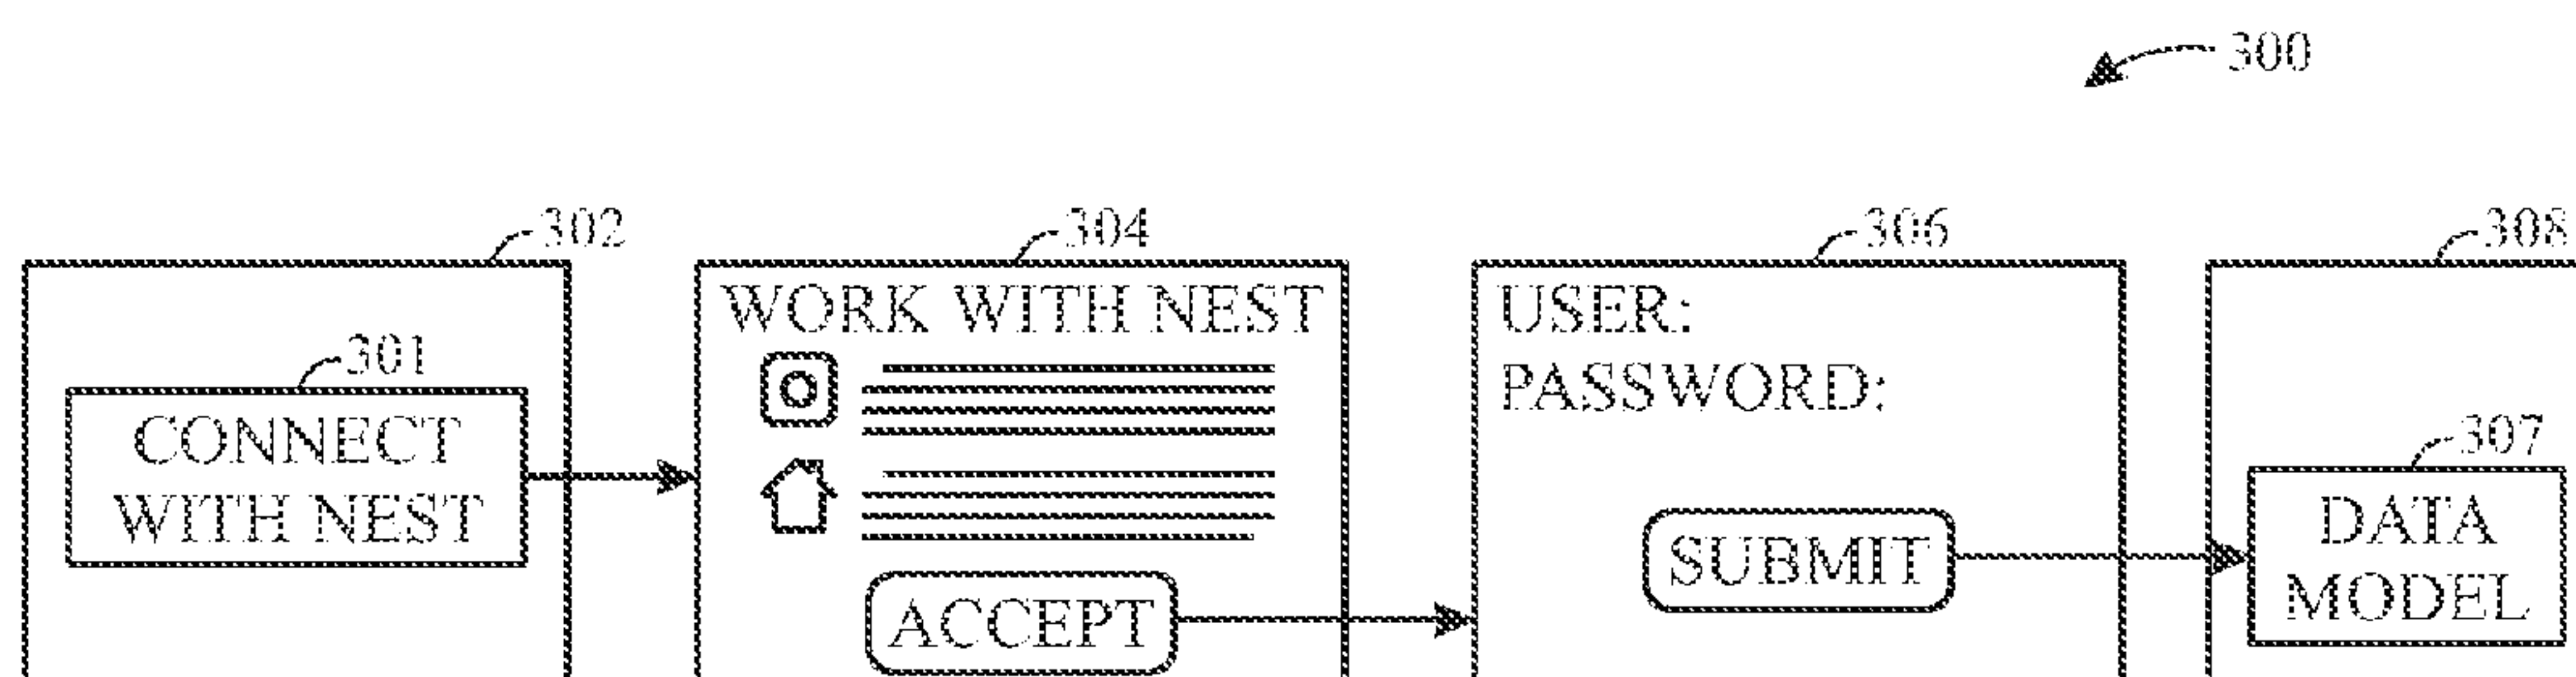 300
302
304
306
308
301
CONNECT
WITH NEST
WORK WITH NEST
ACCEPT
USER:
PASSWORD:
SUBMIT
307
DATA
MODEL